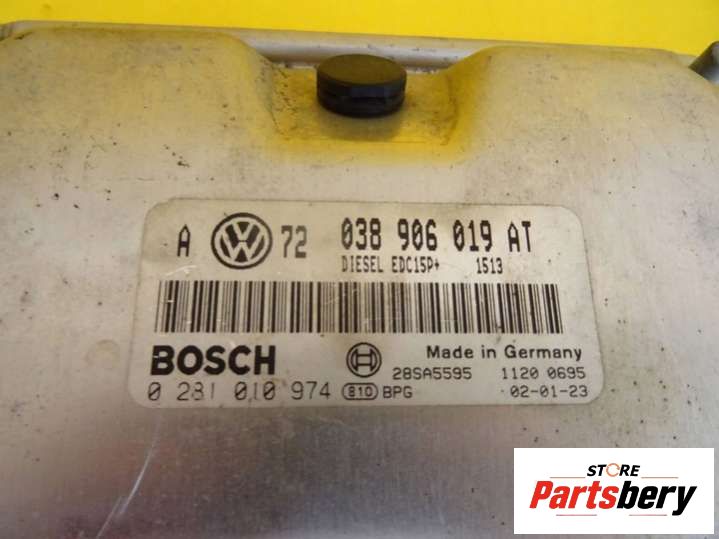 A VW 72 038 906 019 AT
DIESEL EDC15P+ 1513
BOSCH Made in Germany
28SA5595 1120 0695
0 281 010 974 810 BPG 02-01-23
STORE
Partsbery